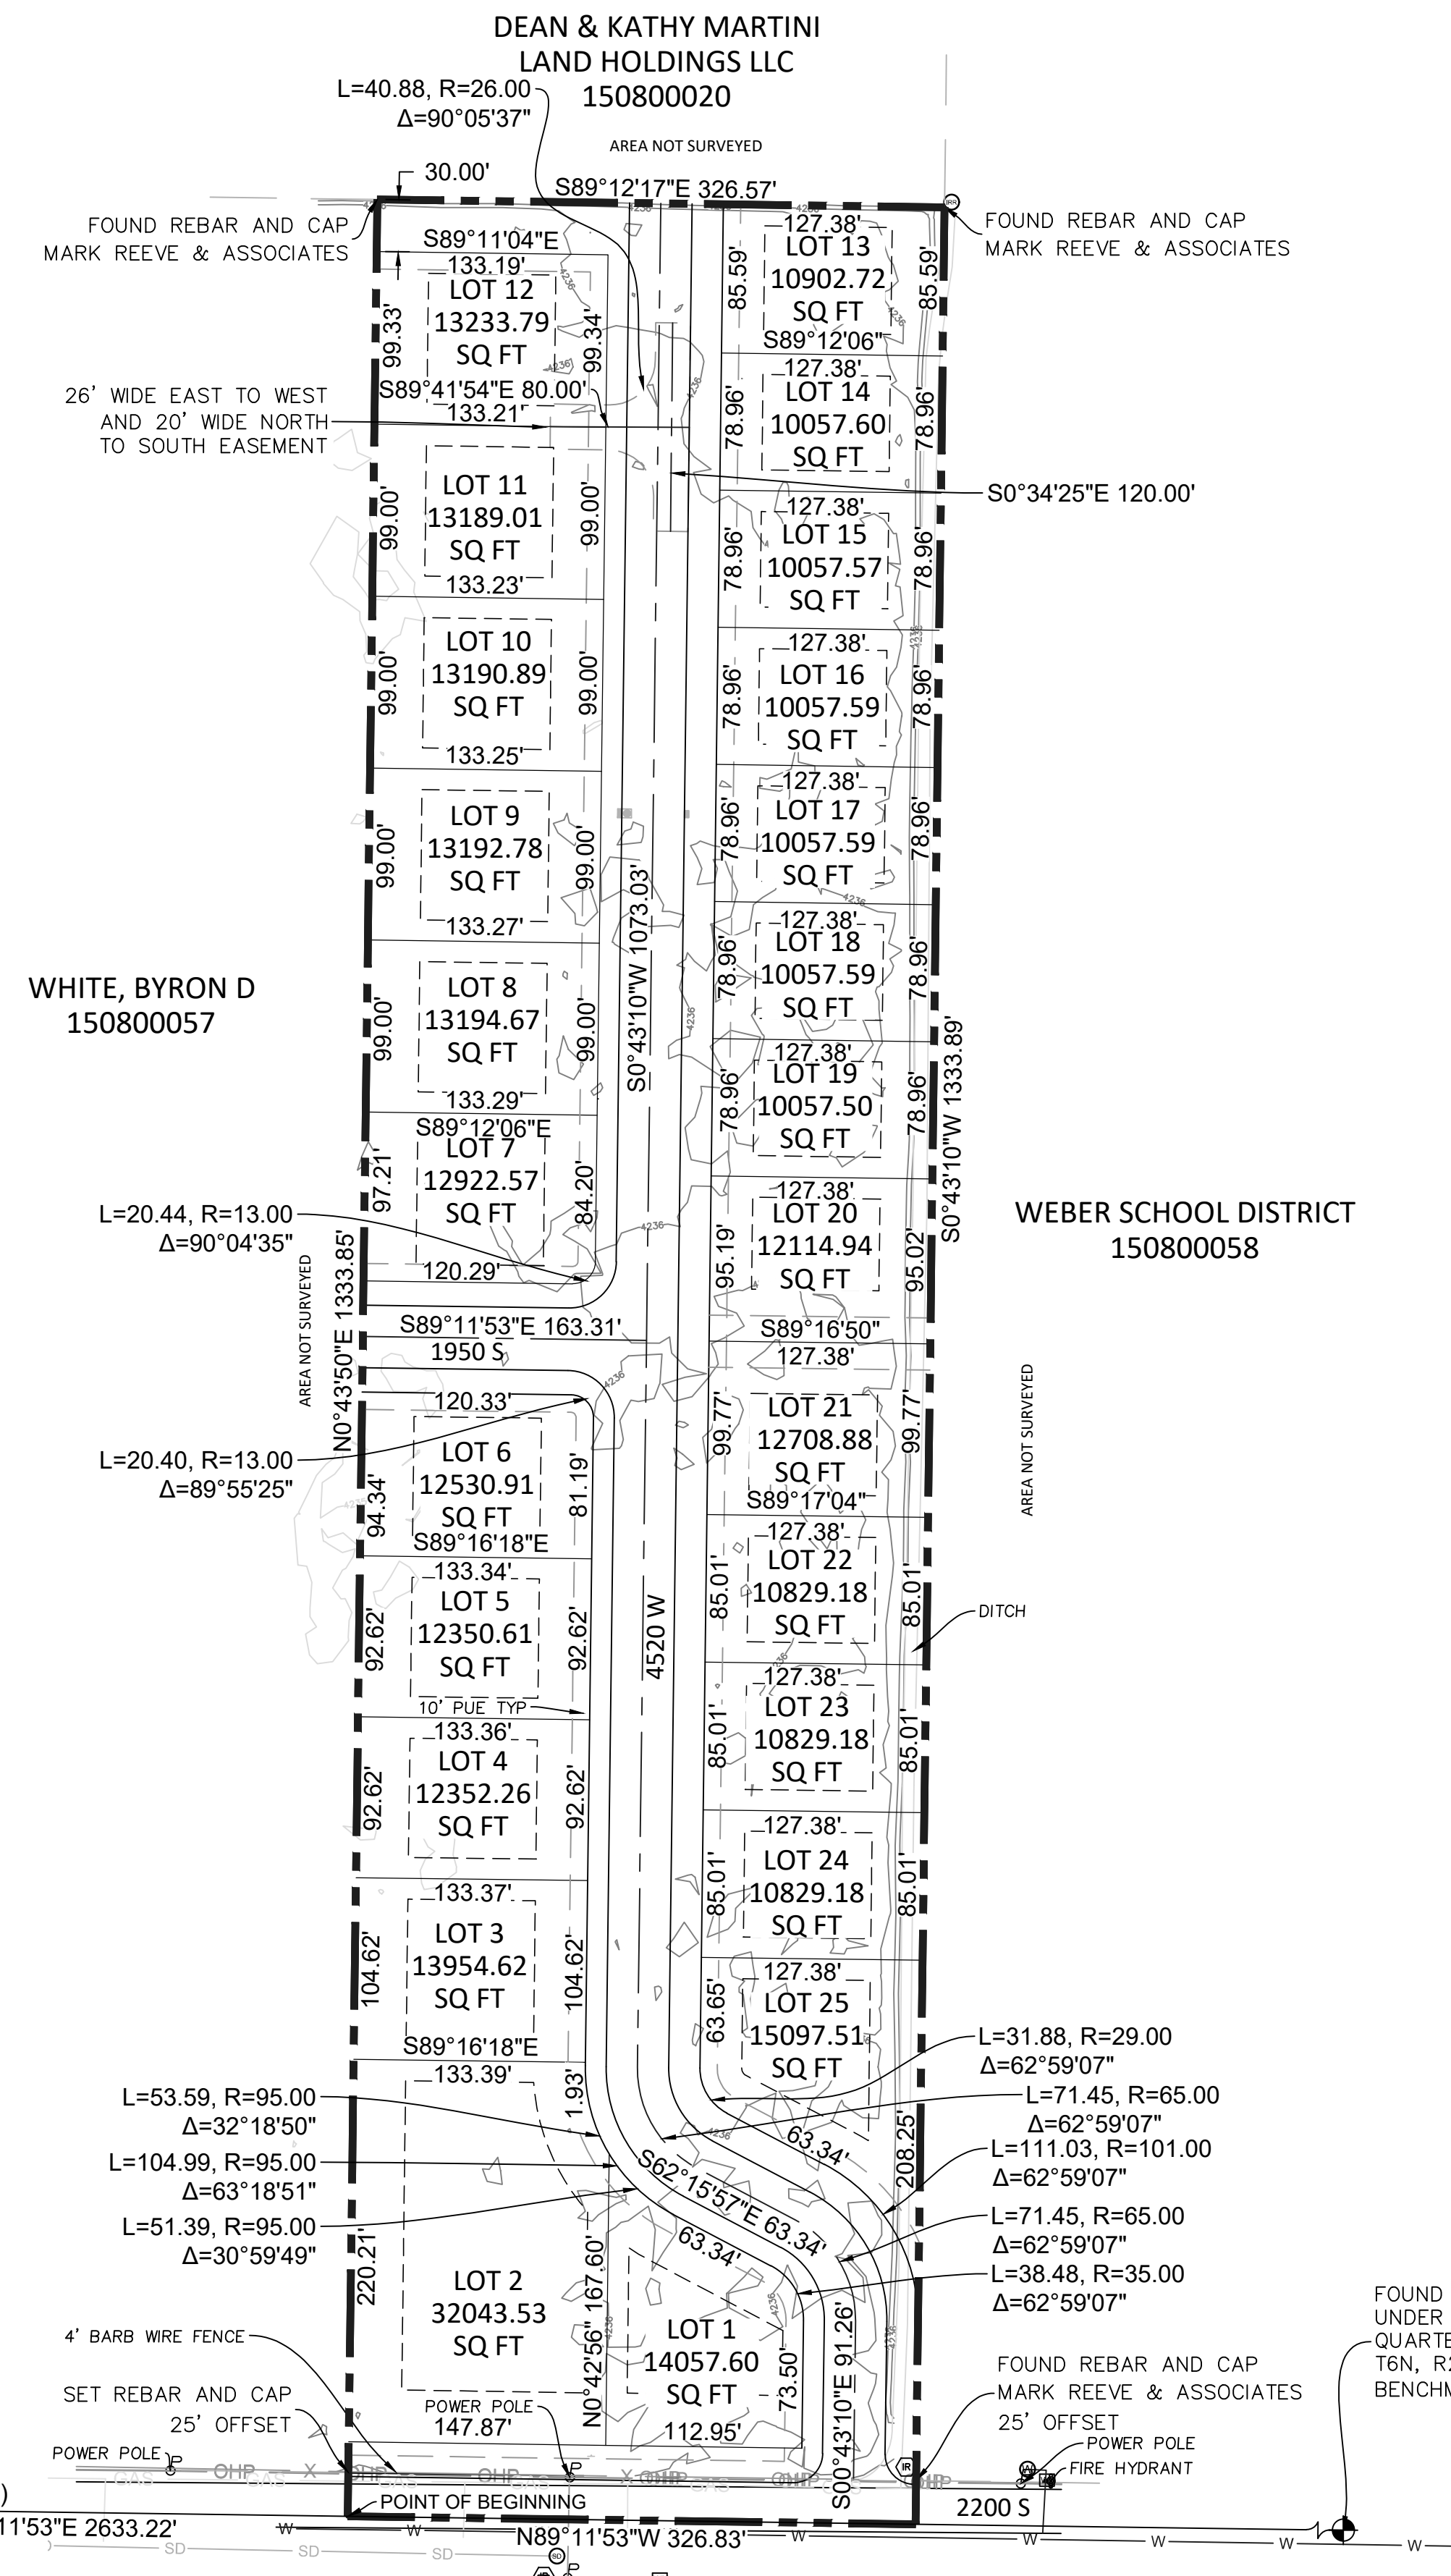 DEAN & KATHY MARTINI
LAND HOLDINGS LLC
150800020
L=40.88, R=26.00
Δ=90°05'37"
AREA NOT SURVEYED
30.00'
S89°12'17"E 326.57'
FOUND REBAR AND CAP
MARK REEVE & ASSOCIATES
IRR
FOUND REBAR AND CAP
MARK REEVE & ASSOCIATES
S89°11'04"E
133.19'
LOT 12
13233.79
SQ FT
99.33'
99.34'
127.38'
LOT 13
10902.72
SQ FT
85.59'
85.59'
S89°12'06"
26' WIDE EAST TO WEST
AND 20' WIDE NORTH
TO SOUTH EASEMENT
S89°41'54"E 80.00'
133.21'
127.38'
LOT 14
10057.60
SQ FT
78.96'
78.96'
S0°34'25"E 120.00'
LOT 11
13189.01
SQ FT
99.00'
99.00'
133.23'
127.38'
LOT 15
10057.57
SQ FT
78.96'
78.96'
LOT 10
13190.89
SQ FT
99.00'
99.00'
133.25'
127.38'
LOT 16
10057.59
SQ FT
78.96'
78.96'
LOT 9
13192.78
SQ FT
99.00'
99.00'
133.27'
127.38'
LOT 17
10057.59
SQ FT
78.96'
78.96'
S0°43'10"W 1073.03'
WHITE, BYRON D
150800057
LOT 8
13194.67
SQ FT
99.00'
99.00'
133.29'
127.38'
LOT 18
10057.59
SQ FT
78.96'
78.96'
S0°43'10"W 1333.89'
S89°12'06"E
LOT 7
12922.57
SQ FT
97.21'
84.20'
120.29'
127.38'
LOT 19
10057.50
SQ FT
78.96'
78.96'
L=20.44, R=13.00
Δ=90°04'35"
127.38'
LOT 20
12114.94
SQ FT
95.19'
95.02'
WEBER SCHOOL DISTRICT
150800058
AREA NOT SURVEYED
N0°43'50"E 1333.85'
S89°11'53"E 163.31'
1950 S
S89°16'50"
127.38'
120.33'
LOT 6
12530.91
SQ FT
94.34'
81.19'
S89°16'18"E
L=20.40, R=13.00
Δ=89°55'25"
LOT 21
12708.88
SQ FT
99.77'
99.77'
S89°17'04"
AREA NOT SURVEYED
133.34'
LOT 5
12350.61
SQ FT
92.62'
92.62'
4520 W
127.38'
LOT 22
10829.18
SQ FT
85.01'
85.01'
DITCH
10' PUE TYP
133.36'
LOT 4
12352.26
SQ FT
92.62'
92.62'
127.38'
LOT 23
10829.18
SQ FT
85.01'
85.01'
133.37'
LOT 3
13954.62
SQ FT
104.62'
104.62'
S89°16'18"E
127.38'
LOT 24
10829.18
SQ FT
85.01'
85.01'
127.38'
LOT 25
15097.51
SQ FT
63.65'
208.25'
133.39'
1.93'
L=53.59, R=95.00
Δ=32°18'50"
L=104.99, R=95.00
Δ=63°18'51"
L=51.39, R=95.00
Δ=30°59'49"
L=31.88, R=29.00
Δ=62°59'07"
L=71.45, R=65.00
Δ=62°59'07"
L=111.03, R=101.00
Δ=62°59'07"
L=71.45, R=65.00
Δ=62°59'07"
L=38.48, R=35.00
Δ=62°59'07"
63.34'
S62°15'57"E 63.34'
63.34'
LOT 2
32043.53
SQ FT
220.21'
N0°42'56" 167.60'
147.87'
LOT 1
14057.60
SQ FT
73.50'
S00°43'10"E 91.26'
112.95'
4' BARB WIRE FENCE
SET REBAR AND CAP
25' OFFSET
POWER POLE
POWER POLE
FOUND REBAR AND CAP
MARK REEVE & ASSOCIATES
25' OFFSET
POWER POLE
FIRE HYDRANT
IR
FOUND
UNDER
QUARTE
T6N, R2
BENCHM
POINT OF BEGINNING
2200 S
11'53"E 2633.22'
N89°11'53"W 326.83'
OHP
GAS
X
W
SD
4236